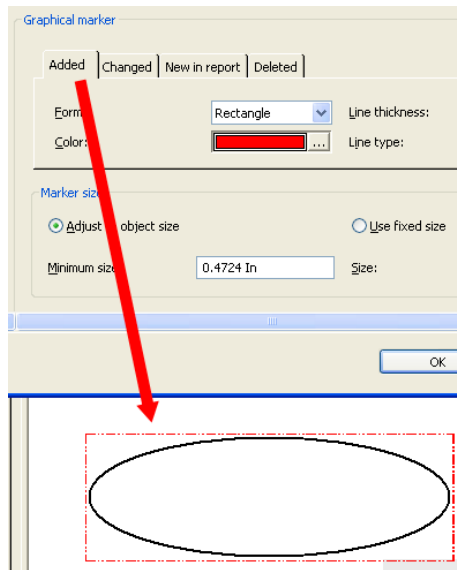 Graphical marker
Added Changed New in report Deleted
Form: Rectangle Line thickness:
Color: ... Line type:
Marker size
Adjust object size Use fixed size
Minimum size 0.4724 In Size:
OK